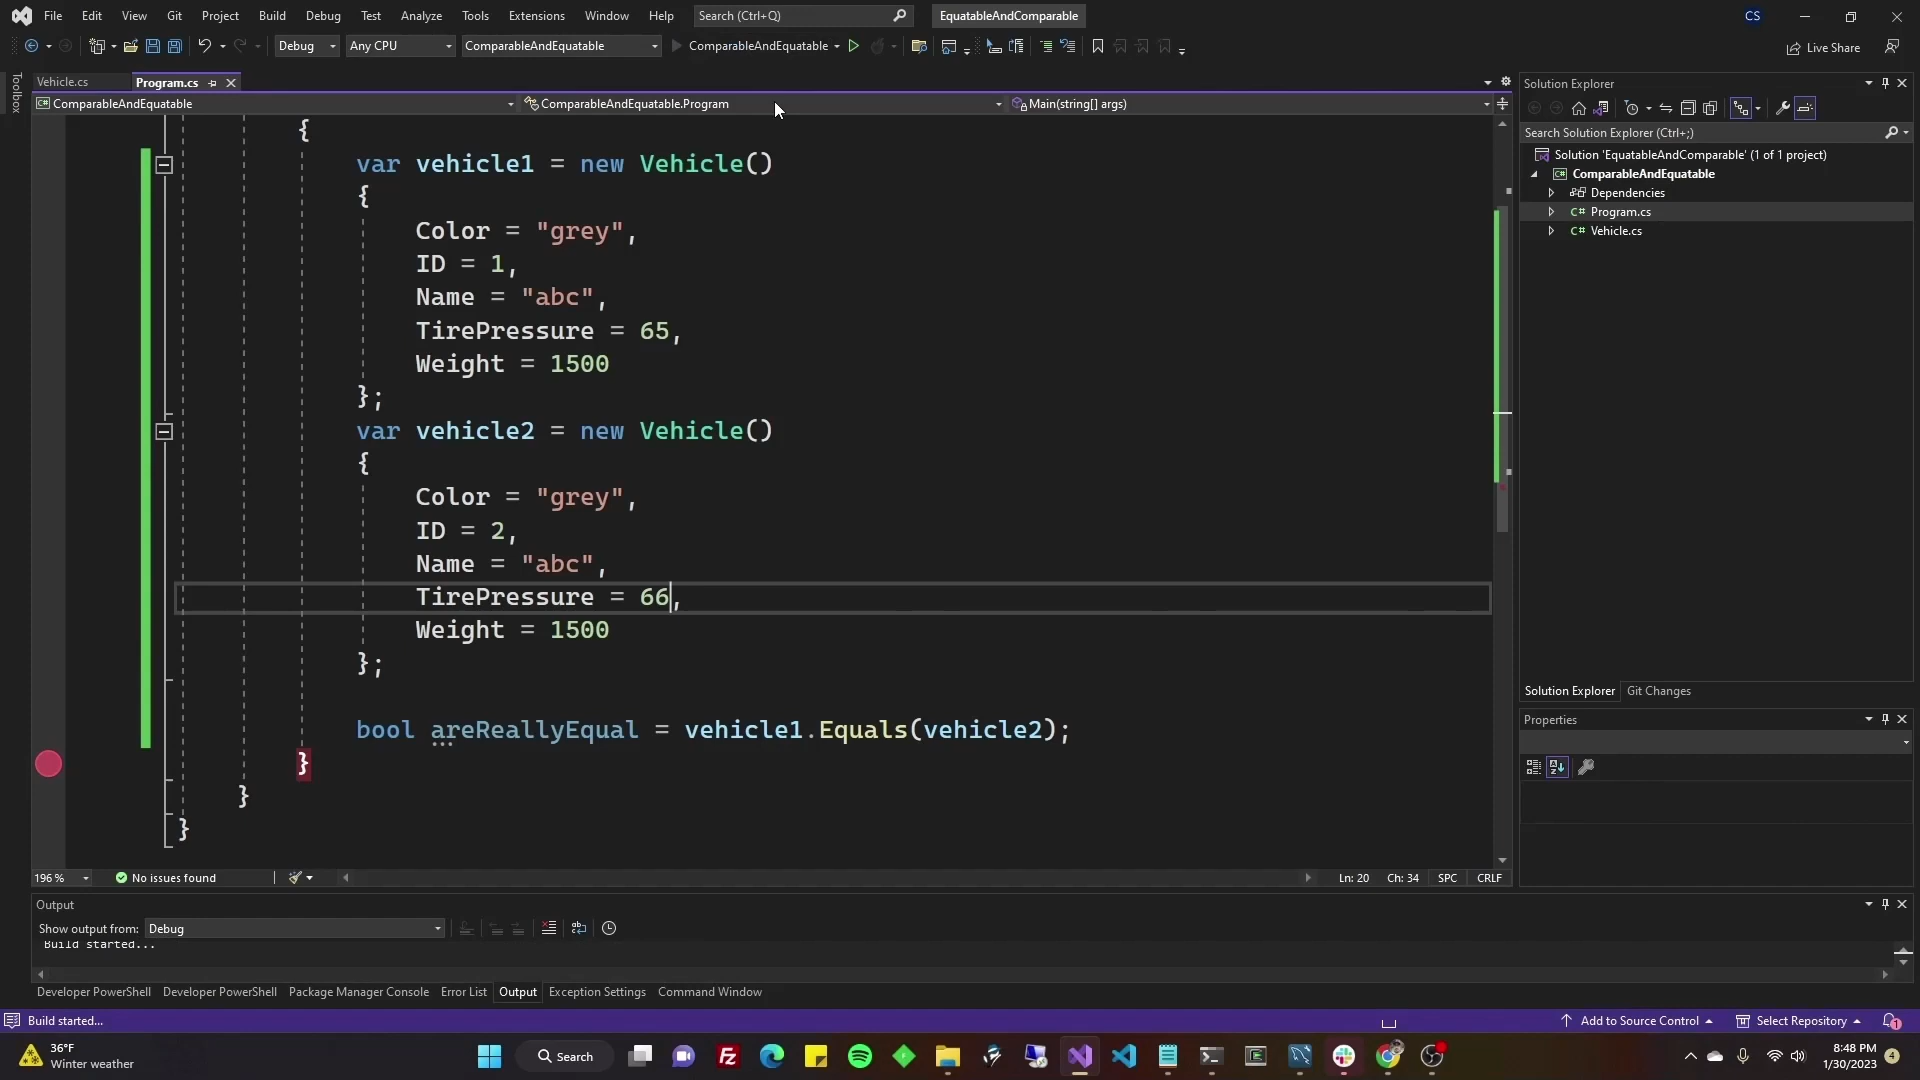 File Edit View Git Project Build Debug Test Analyze Tools Extensions Window Help Search (Ctrl+Q) EquatableAndComparable CS
Debug Any CPU ComparableAndEquatable ComparableAndEquatable Live Share
Toolbox
Vehicle.cs Program.cs
C# ComparableAndEquatable ComparableAndEquatable.Program Main(string[] args)
{
var vehicle1 = new Vehicle()
{
Color = "grey",
ID = 1,
Name = "abc",
TirePressure = 65,
Weight = 1500
};
var vehicle2 = new Vehicle()
{
Color = "grey",
ID = 2,
Name = "abc",
TirePressure = 66,
Weight = 1500
};
bool areReallyEqual = vehicle1.Equals(vehicle2);
}
}
}
196 % No issues found Ln: 20 Ch: 34 SPC CRLF
Solution Explorer
Search Solution Explorer (Ctrl+;)
Solution 'EquatableAndComparable' (1 of 1 project)
C# ComparableAndEquatable
Dependencies
C# Program.cs
C# Vehicle.cs
Solution Explorer Git Changes
Properties
Output
Show output from: Debug
Build started...
Developer PowerShell Developer PowerShell Package Manager Console Error List Output Exception Settings Command Window
Build started... Add to Source Control Select Repository 1
36°F
Winter weather
Search
8:48 PM
1/30/2023
4